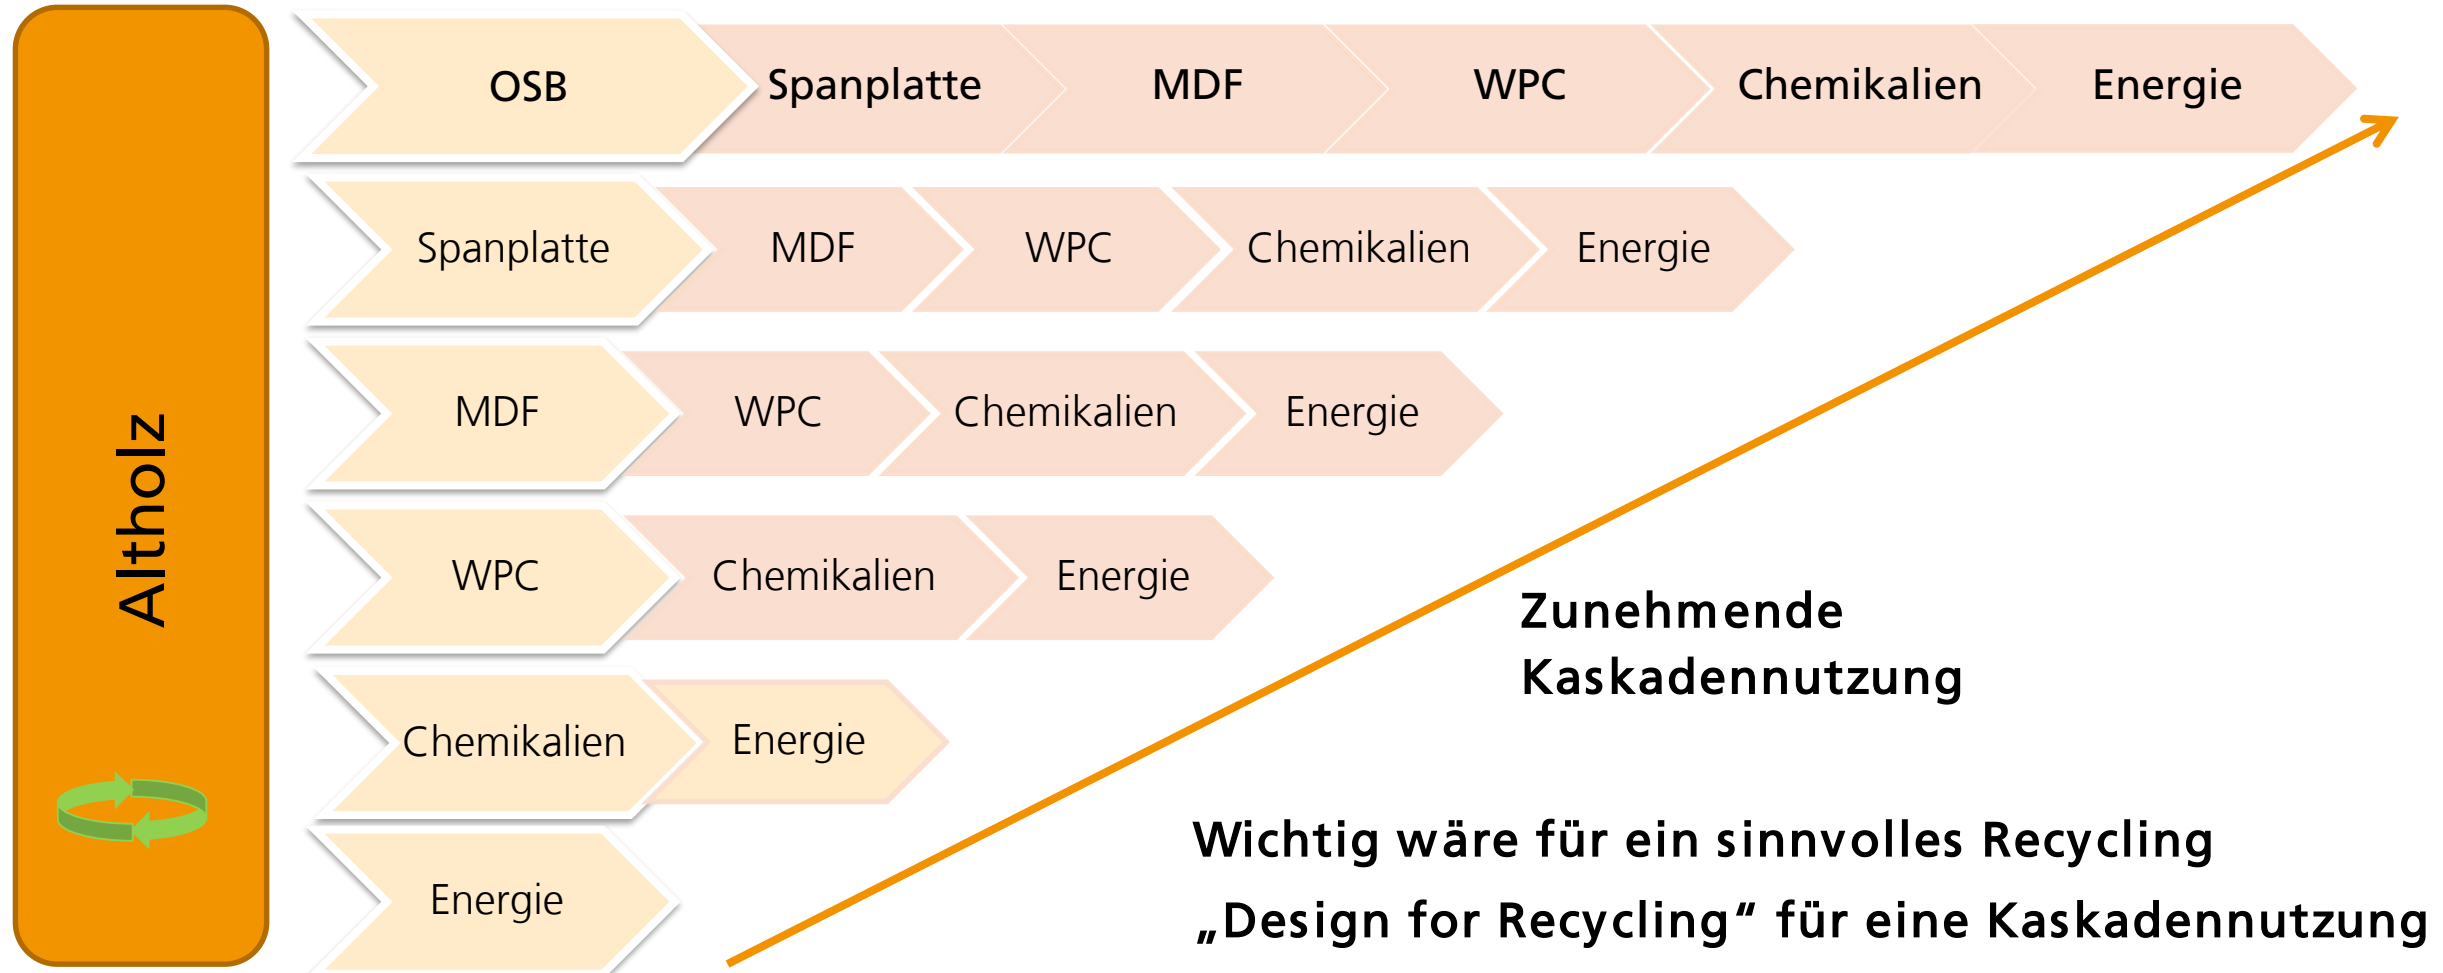 Altholz
OSB Spanplatte MDF WPC Chemikalien Energie
Spanplatte MDF WPC Chemikalien Energie
MDF WPC Chemikalien Energie
WPC Chemikalien Energie
Chemikalien Energie
Energie
Zunehmende
Kaskadennutzung
Wichtig wäre für ein sinnvolles Recycling
„Design for Recycling“ für eine Kaskadennutzung